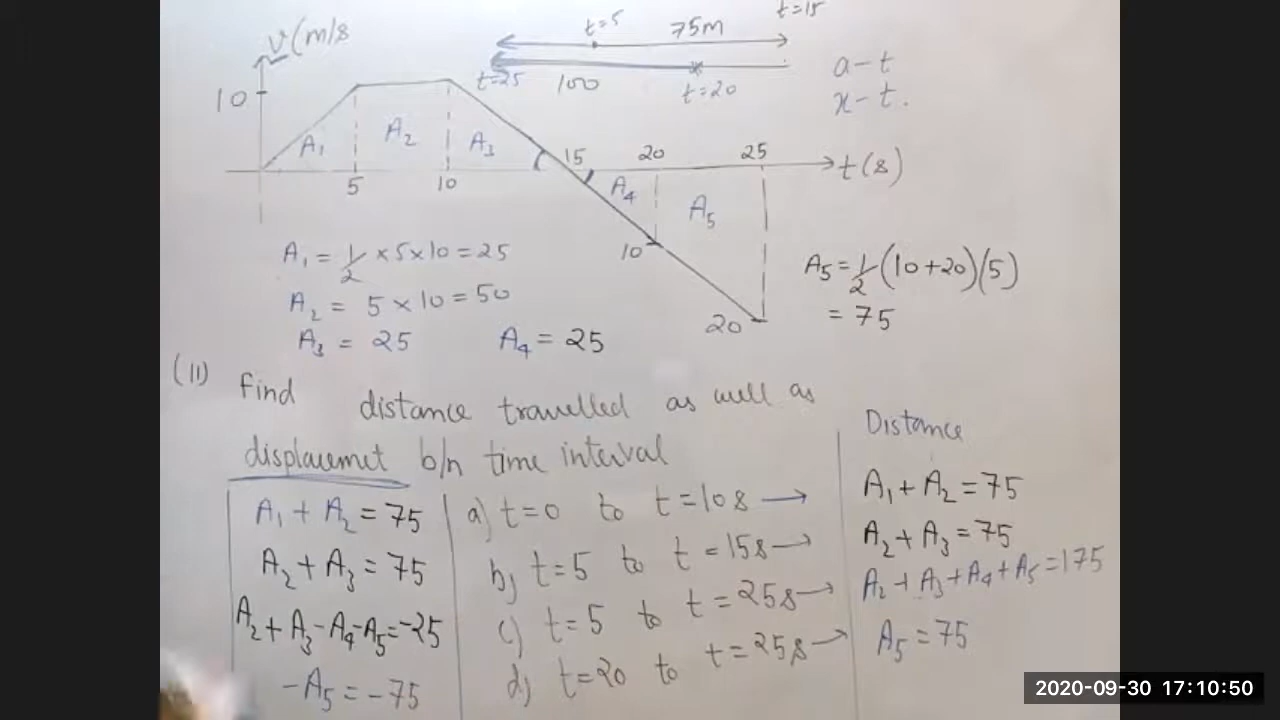 v(m/s
t=5 75m t=15
t=25 100 t=20
a-t
x-t.
10
A₁ A₂ A₃
15 20 25 t(s)
5 10
A₄ A₅
10
20
A₁ = 1/2 ×5×10 = 25
A₂ = 5 × 10 = 50
A₃ = 25 A₄ = 25
A₅ = 1/2 (10+20)(5)
= 75
(II) Find distance travelled as well as
displacemet b/n time interval
Distance
A₁ + A₂ = 75 a) t=0 to t=10s → A₁ + A₂ = 75
A₂ + A₃ = 75 b) t=5 to t=15s → A₂ + A₃ = 75
A₂ + A₃ - A₄ - A₅ = -25 c) t=5 to t=25s → A₂ + A₃ + A₄ + A₅ = 175
-A₅ = -75 d) t=20 to t=25s → A₅ = 75
2020-09-30 17:10:50